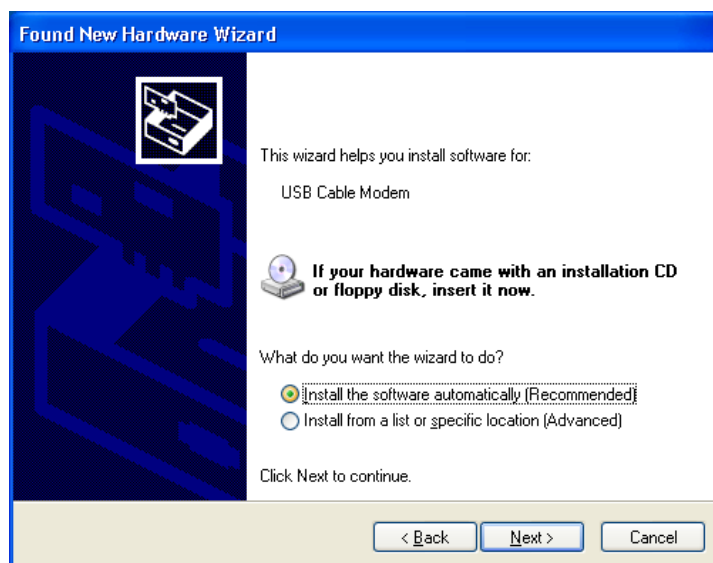 Found New Hardware Wizard
This wizard helps you install software for:
USB Cable Modem
If your hardware came with an installation CD
or floppy disk, insert it now.
What do you want the wizard to do?
Install the software automatically (Recommended)
Install from a list or specific location (Advanced)
Click Next to continue.
< Back Next > Cancel